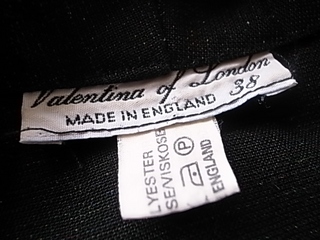 Valentina of London
38
MADE IN ENGLAND
LYESTER
SE/VISKOSE
P
ENGLAND